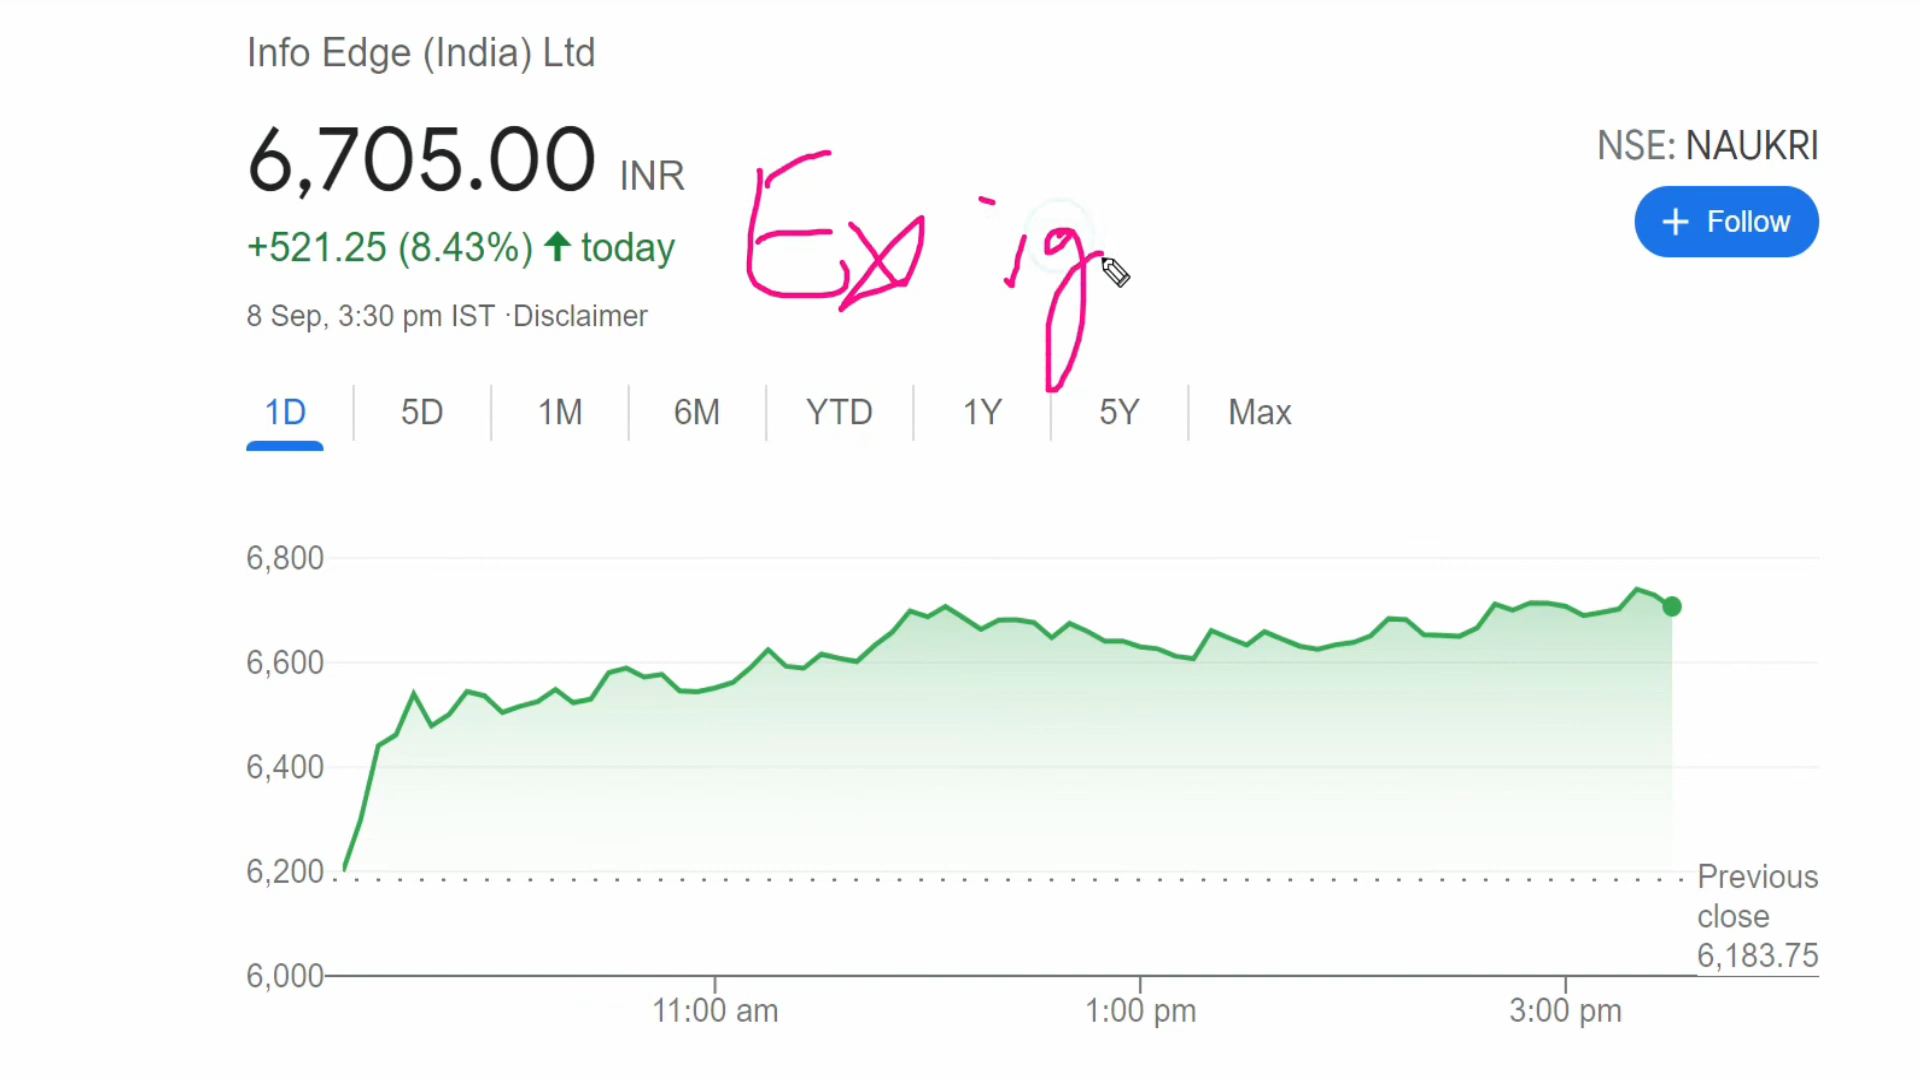 Info Edge (India) Ltd
6,705.00 INR
NSE: NAUKRI
+ Follow
+521.25 (8.43%) ↑ today
8 Sep, 3:30 pm IST ·Disclaimer
Ex ig
1D 5D 1M 6M YTD 1Y 5Y Max
6,800
6,600
6,400
6,200
6,000
Previous
close
6,183.75
11:00 am 1:00 pm 3:00 pm